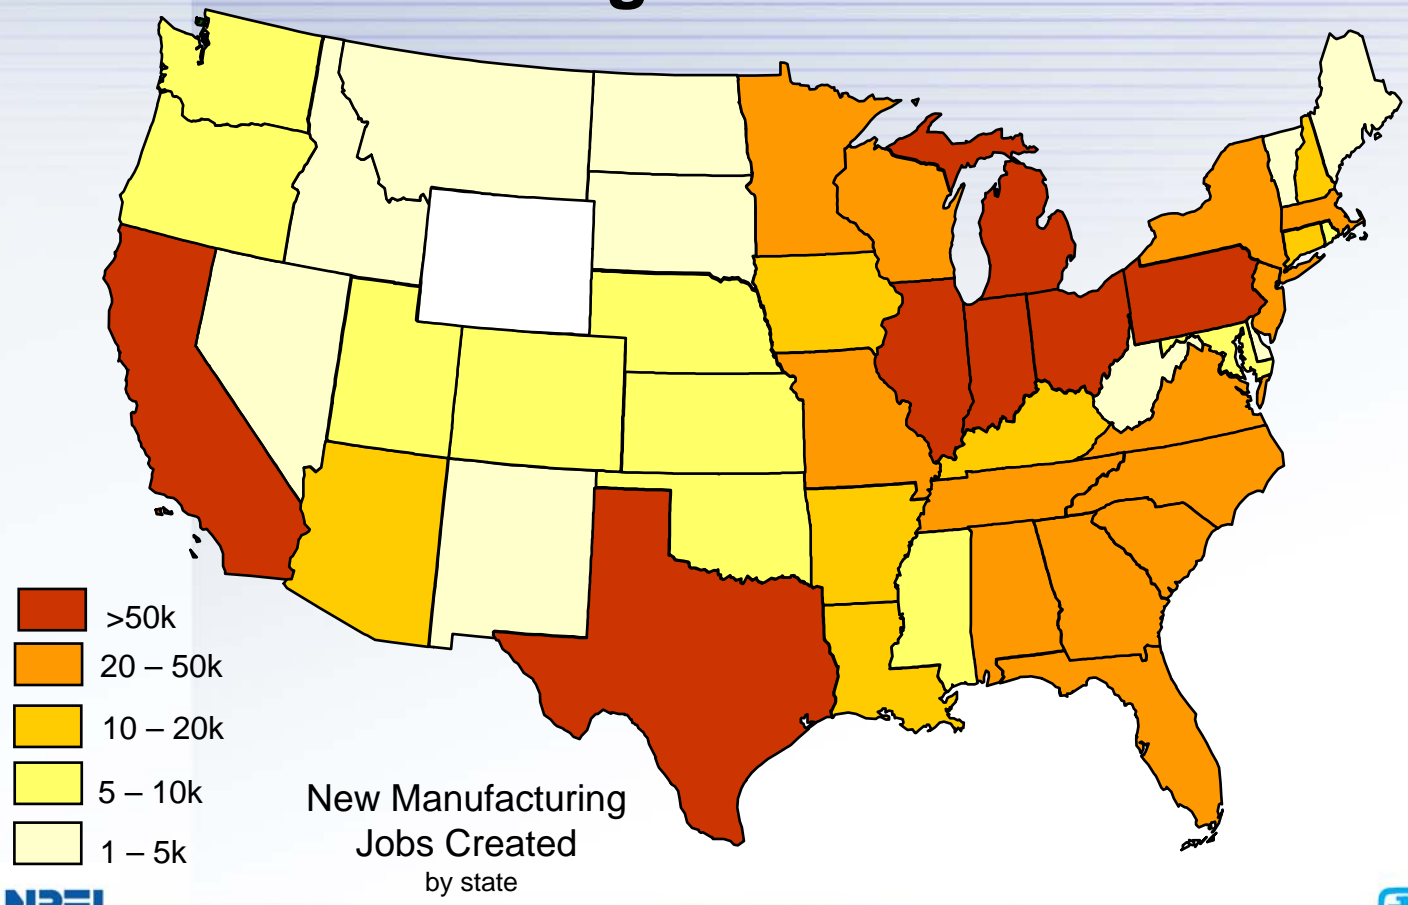 >50k
20 – 50k
10 – 20k
5 – 10k
1 – 5k
New Manufacturing
Jobs Created
by state